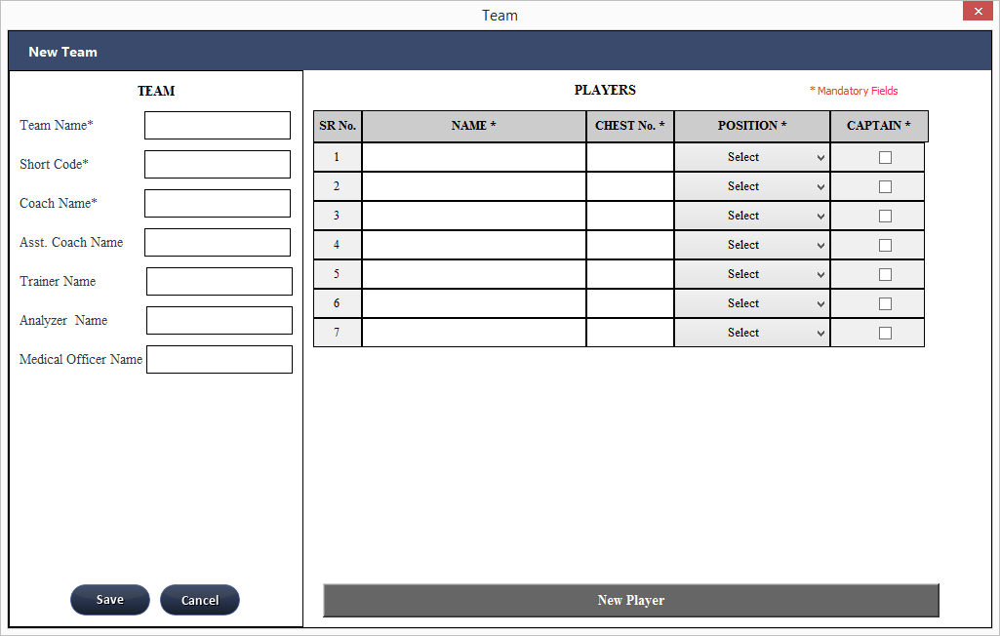 Team
New Team
TEAM
Team Name*
Short Code*
Coach Name*
Asst. Coach Name
Trainer Name
Analyzer  Name
Medical Officer Name
Save
Cancel
PLAYERS
* Mandatory Fields
SR No. NAME * CHEST No. * POSITION * CAPTAIN *
1 Select
2 Select
3 Select
4 Select
5 Select
6 Select
7 Select
New Player